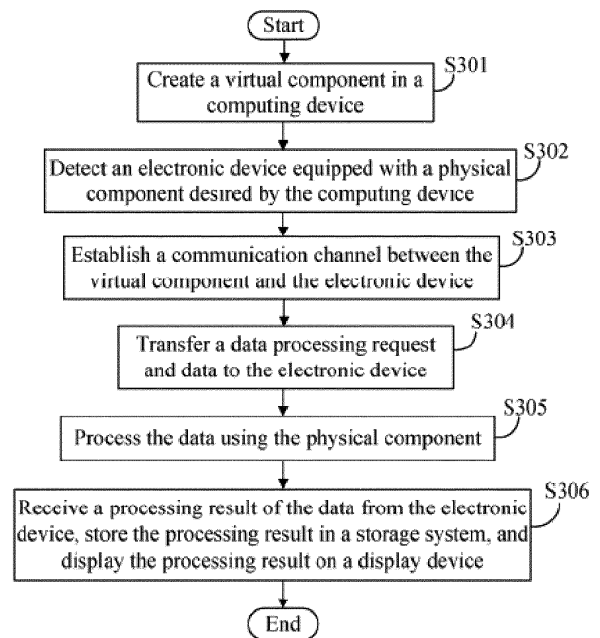 Start
S301
Create a virtual component in a
computing device
S302
Detect an electronic device equipped with a physical
component desired by the computing device
S303
Establish a communication channel between the
virtual component and the electronic device
S304
Transfer a data processing request
and data to the electronic device
S305
Process the data using the physical component
S306
Receive a processing result of the data from the electronic
device, store the processing result in a storage system, and
display the processing result on a display device
End